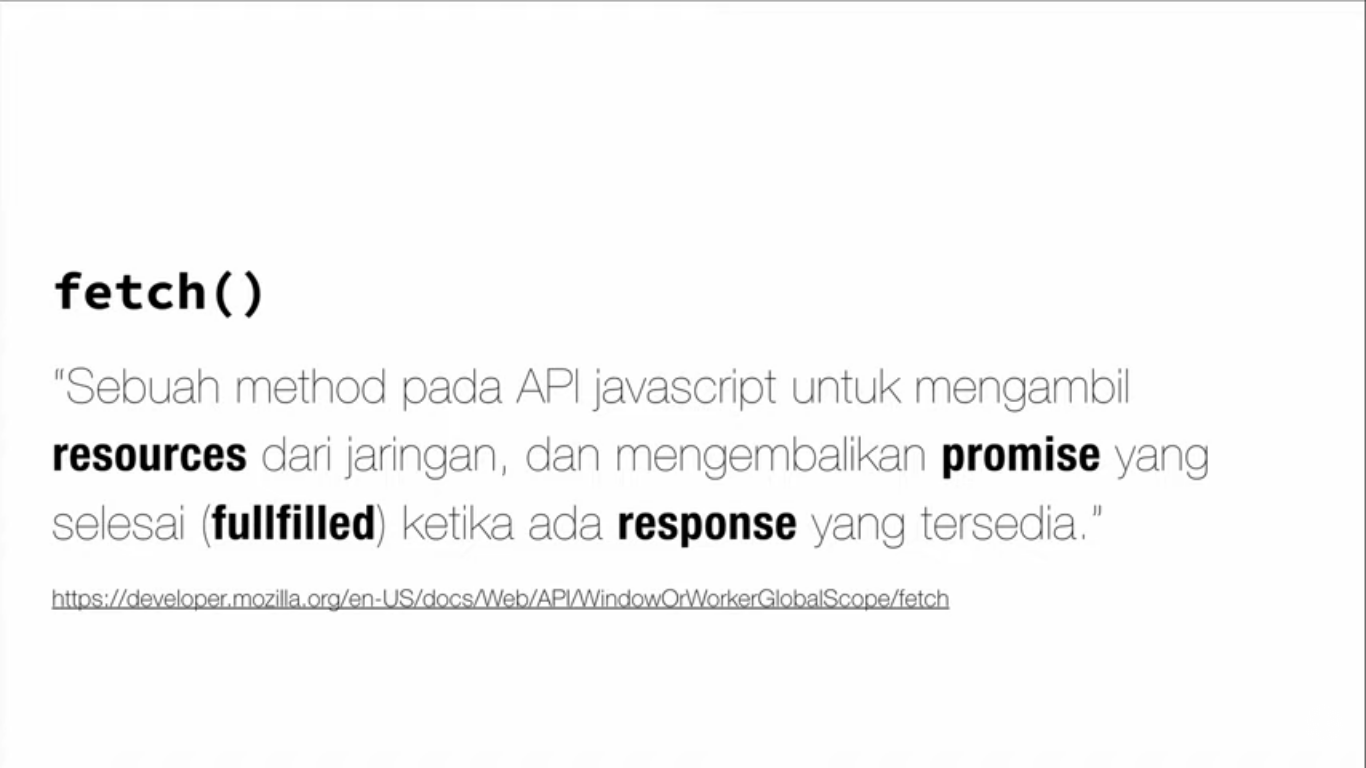 fetch()
“Sebuah method pada API javascript untuk mengambil
resources dari jaringan, dan mengembalikan promise yang
selesai (fullfilled) ketika ada response yang tersedia.”
https://developer.mozilla.org/en-US/docs/Web/API/WindowOrWorkerGlobalScope/fetch